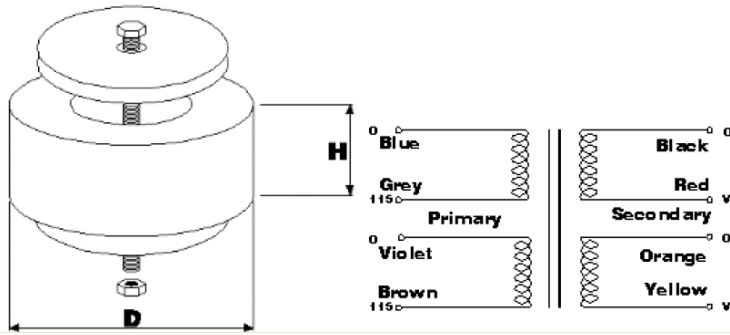 H
D
0
Blue
Black
0
Grey
Red
115
V
Primary
Secondary
0
0
Violet
Orange
Brown
Yellow
115
V